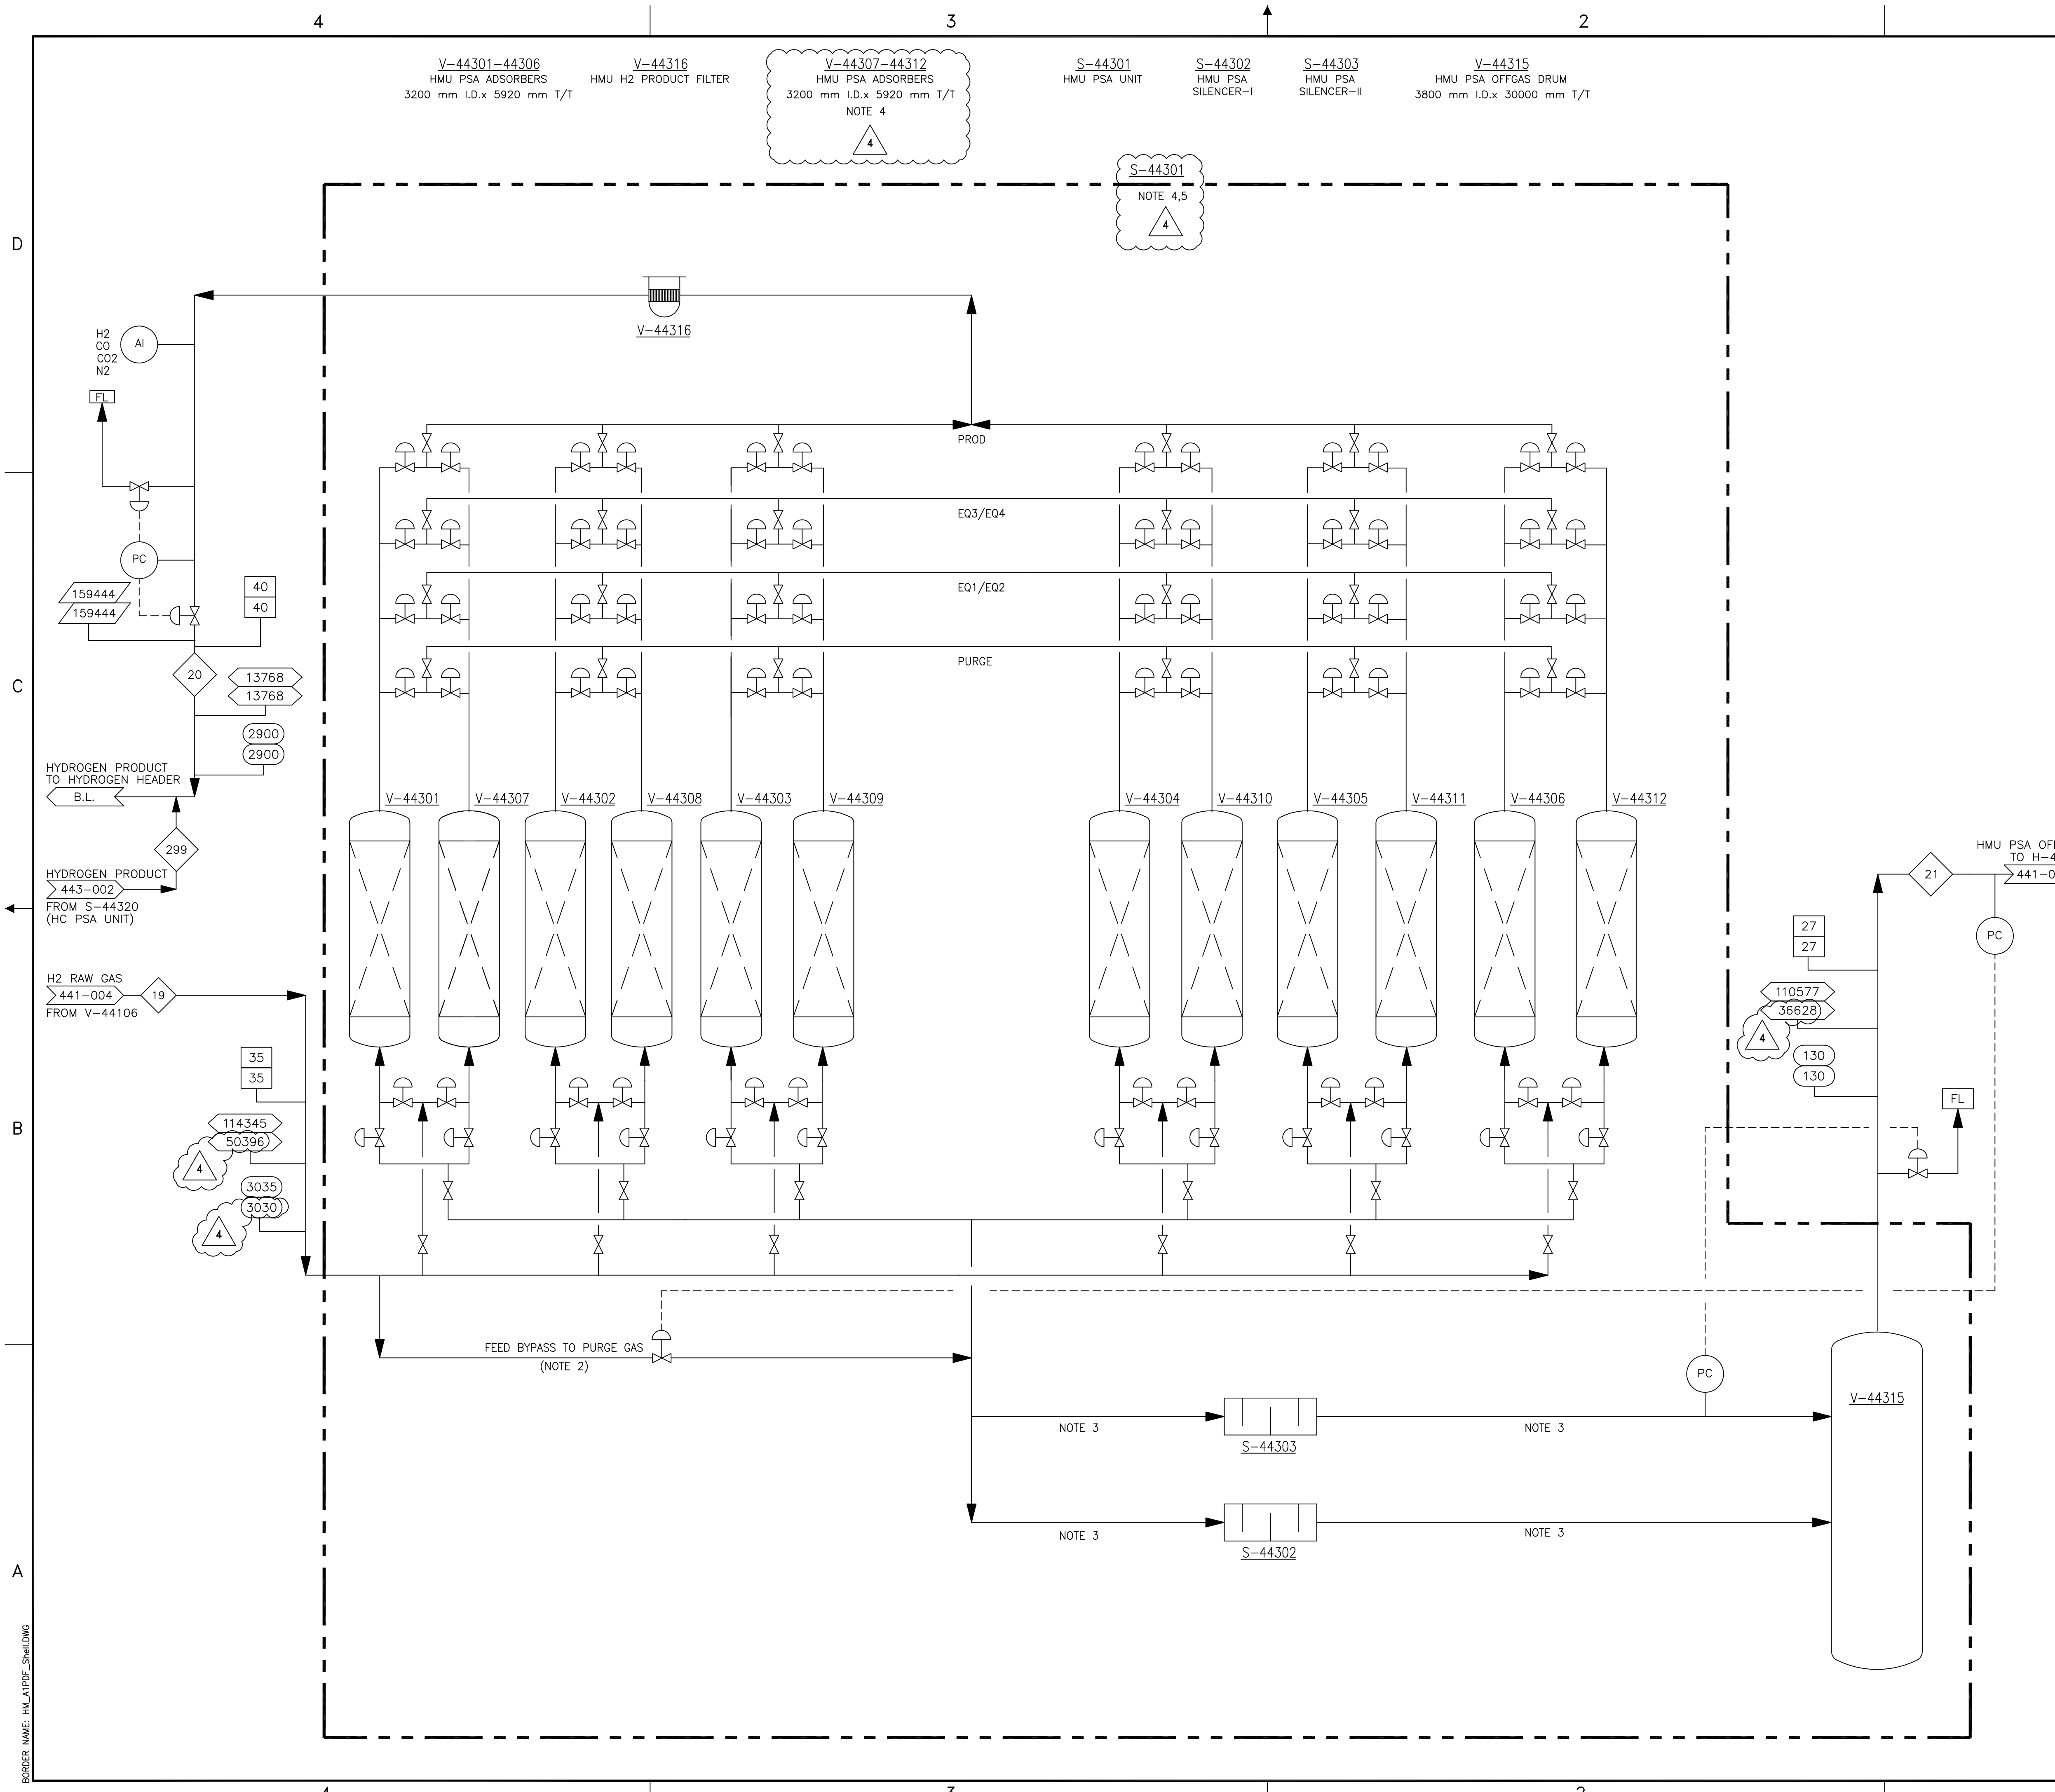 4
3
2
V-44301-44306
HMU PSA ADSORBERS
3200 mm I.D.x 5920 mm T/T
V-44316
HMU H2 PRODUCT FILTER
V-44307-44312
HMU PSA ADSORBERS
3200 mm I.D.x 5920 mm T/T
NOTE 4
4
S-44301
HMU PSA UNIT
S-44302
HMU PSA
SILENCER-I
S-44303
HMU PSA
SILENCER-II
V-44315
HMU PSA OFFGAS DRUM
3800 mm I.D.x 30000 mm T/T
S-44301
NOTE 4,5
4
D
V-44316
H2
CO
CO2
N2
AI
FL
PROD
EQ3/EQ4
PC
EQ1/EQ2
159444
159444
40
40
PURGE
20
C
13768
13768
2900
2900
HYDROGEN PRODUCT
TO HYDROGEN HEADER
B.L.
V-44301
V-44307
V-44302
V-44308
V-44303
V-44309
V-44304
V-44310
V-44305
V-44311
V-44306
V-44312
299
HYDROGEN PRODUCT
443-002
FROM S-44320
(HC PSA UNIT)
HMU PSA OF
TO H-4
441-0
21
PC
27
27
H2 RAW GAS
441-004
19
FROM V-44106
110577
36628
4
130
130
35
35
FL
B
114345
50396
4
3035
3030
4
FEED BYPASS TO PURGE GAS
(NOTE 2)
PC
V-44315
NOTE 3
NOTE 3
S-44303
NOTE 3
NOTE 3
S-44302
A
BORDER NAME: HM_A1PDF_Shell.DWG